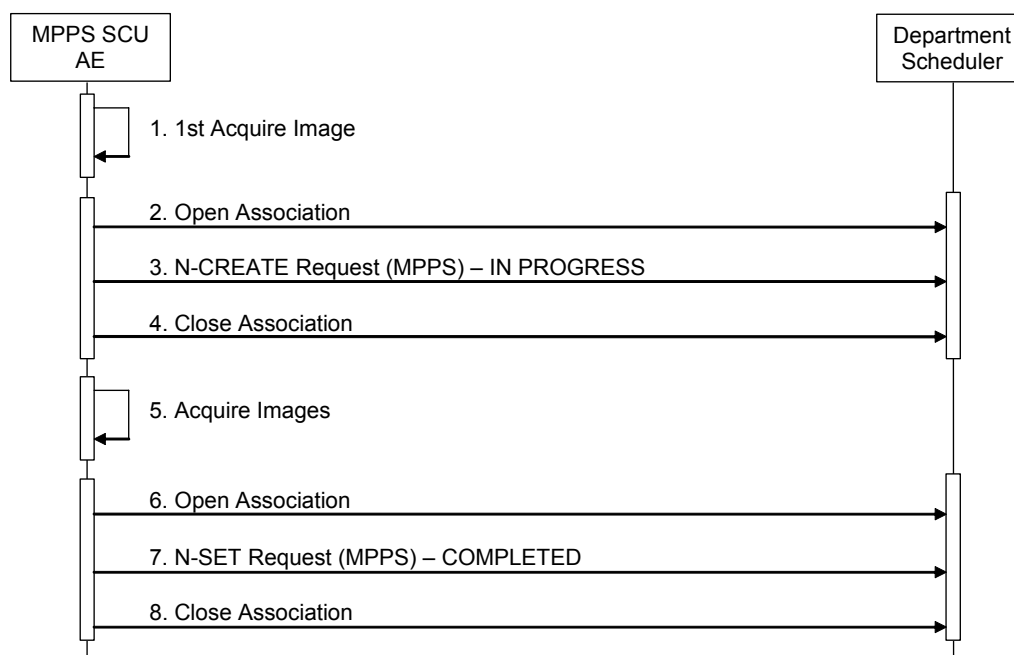 MPPS SCU
AE
Department
Scheduler
1. 1st Acquire Image
2. Open Association
3. N-CREATE Request (MPPS) – IN PROGRESS
4. Close Association
5. Acquire Images
6. Open Association
7. N-SET Request (MPPS) – COMPLETED
8. Close Association